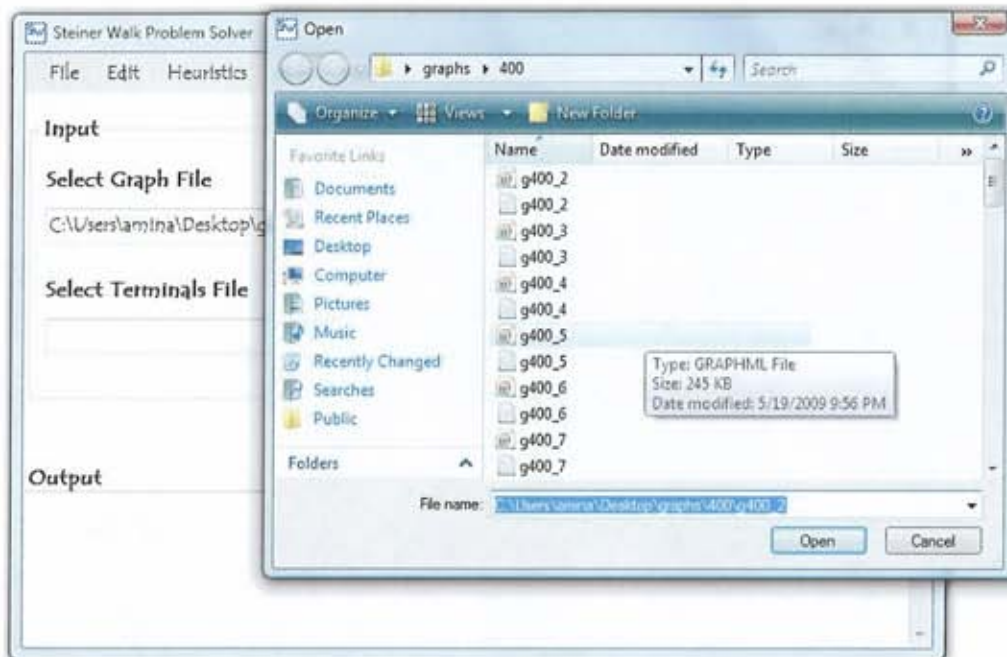 Steiner Walk Problem Solver
File Edit Heuristics
Input
Select Graph File
C:\Users\amina\Desktop\g
Select Terminals File
Output
Open
graphs 400
Search
Organize Views New Folder
Favorite Links
Documents
Recent Places
Desktop
Computer
Pictures
Music
Recently Changed
Searches
Public
Folders
Name Date modified Type Size »
g400_2
g400_2
g400_3
g400_3
g400_4
g400_4
g400_5
g400_5
g400_6
g400_6
g400_7
g400_7
Type: GRAPHML File
Size: 245 KB
Date modified: 5/19/2009 9:56 PM
File name: C:\Users\amina\Desktop\graphs\400\g400_2
Open Cancel